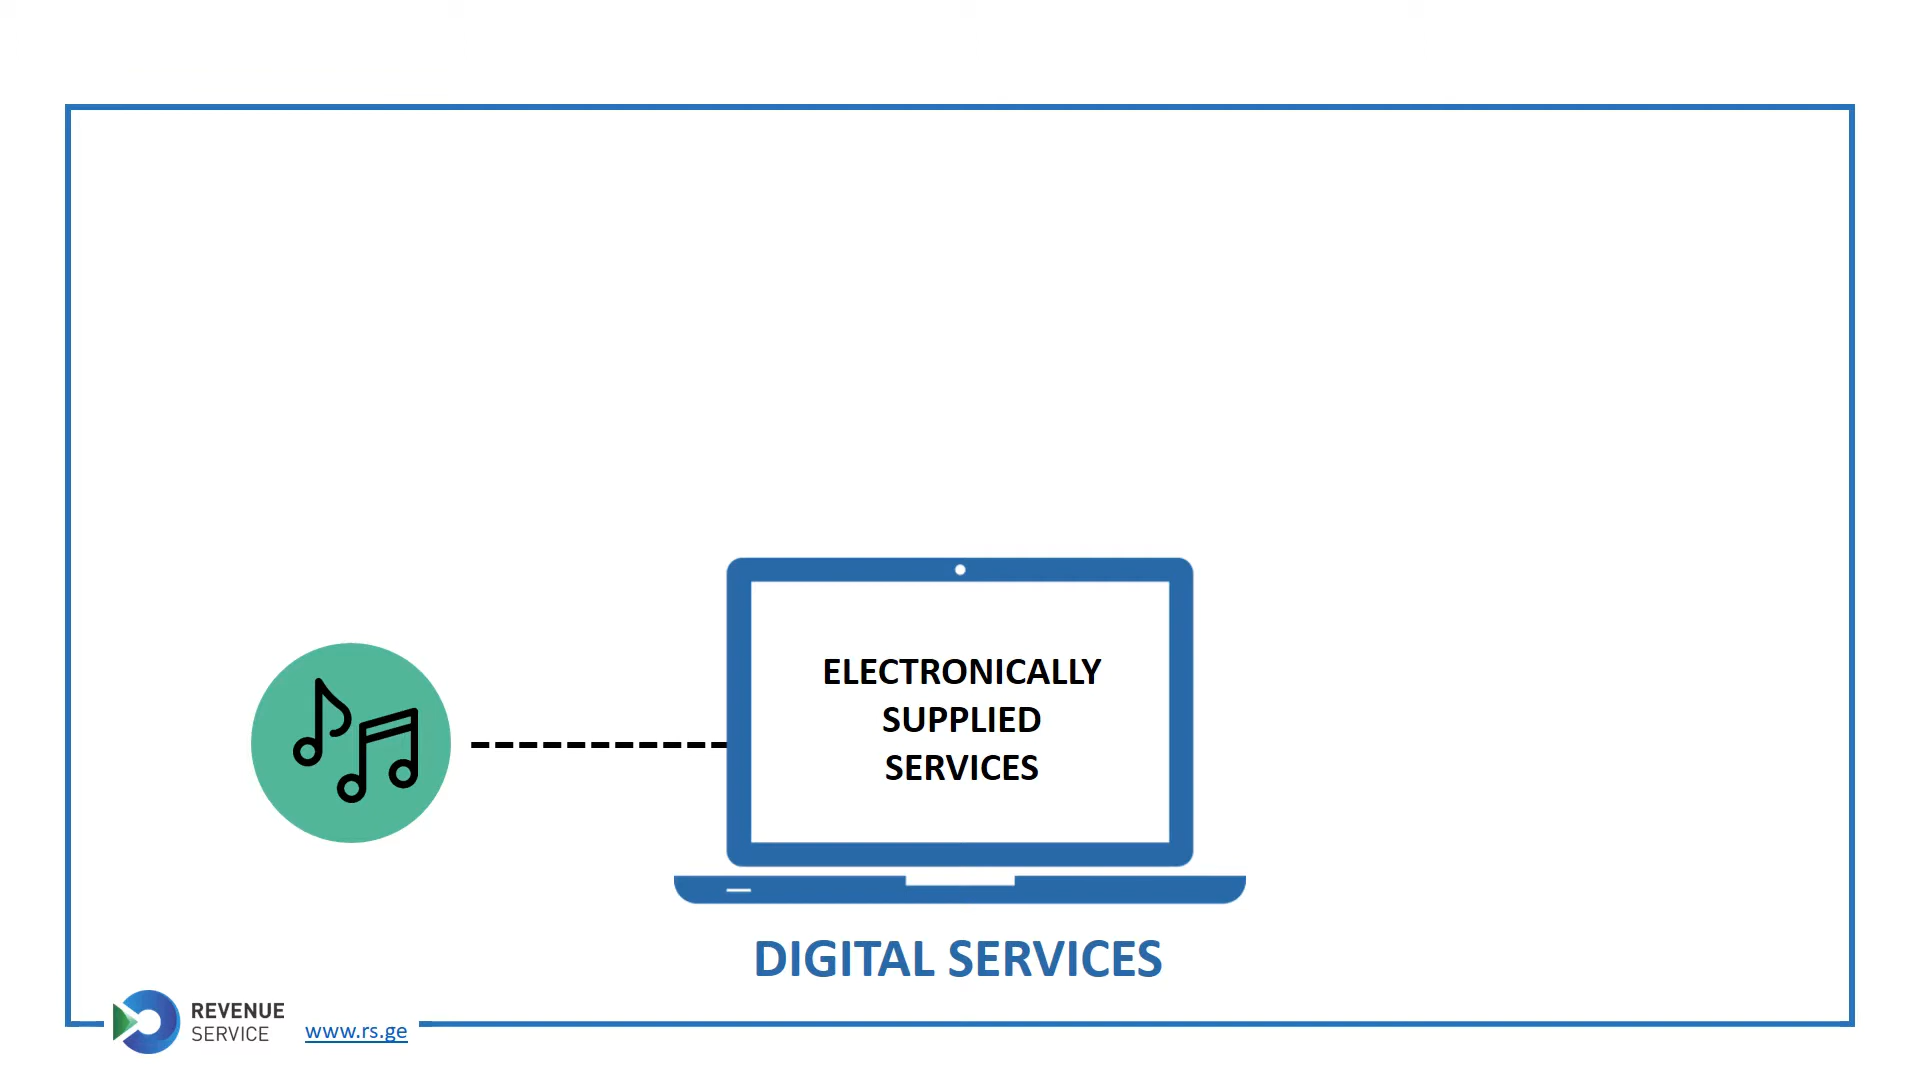 ELECTRONICALLY
SUPPLIED
SERVICES
DIGITAL SERVICES
REVENUE
SERVICE
www.rs.ge